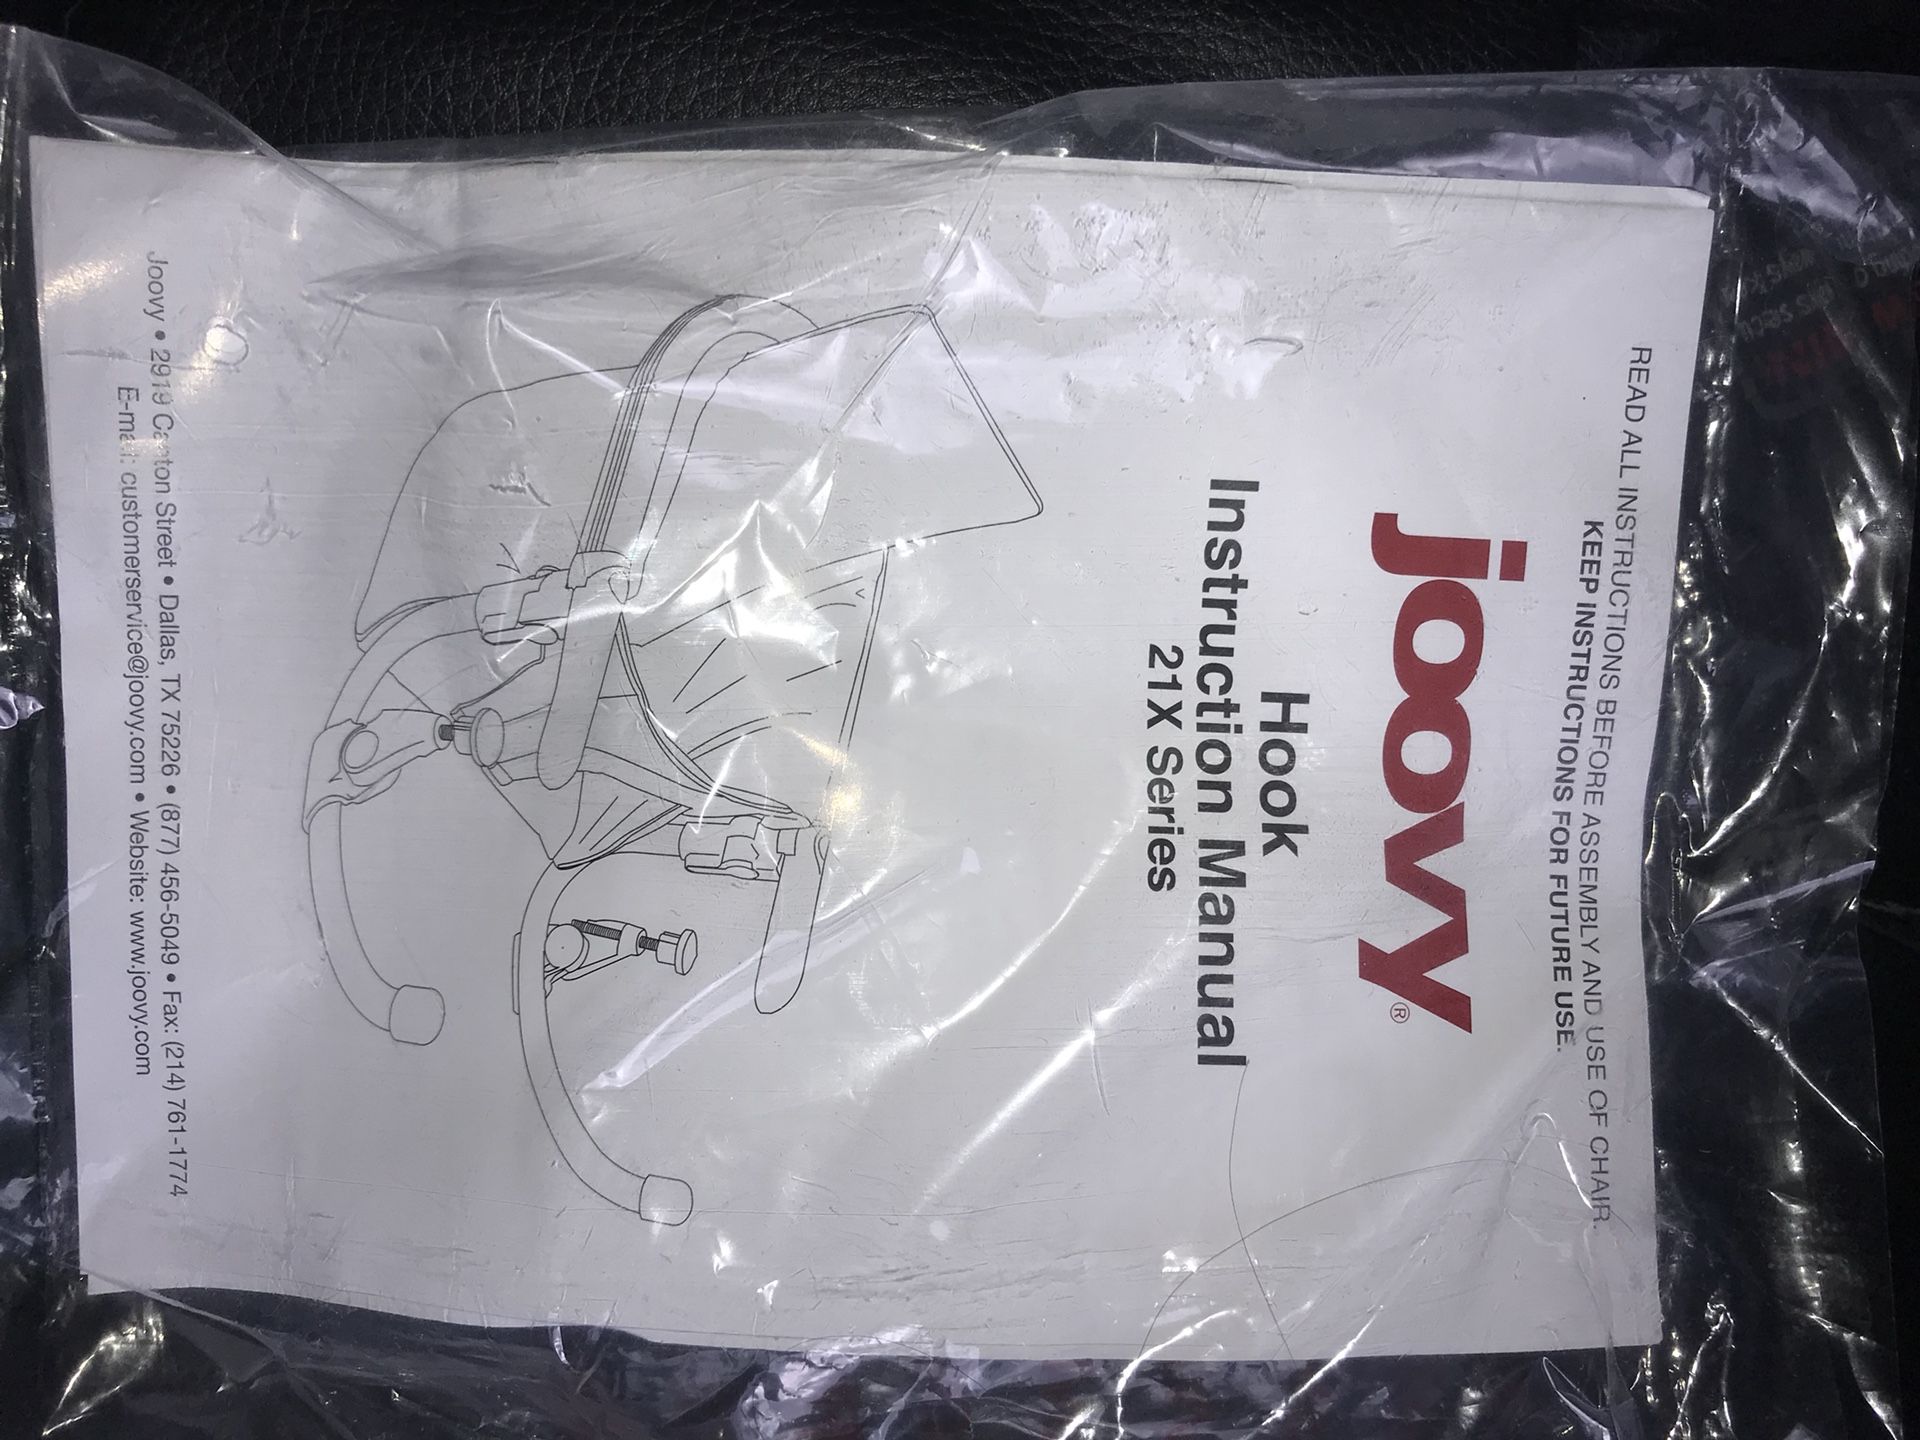 READ ALL INSTRUCTIONS BEFORE ASSEMBLY AND USE OF CHAIR.
KEEP INSTRUCTIONS FOR FUTURE USE.
joovy®
Hook
Instruction Manual
21X Series
Joovy • 2919 Canton Street • Dallas, TX 75226 • (877) 456-5049 • Fax: (214) 761-1774
E-mail: customerservice@joovy.com • Website: www.joovy.com